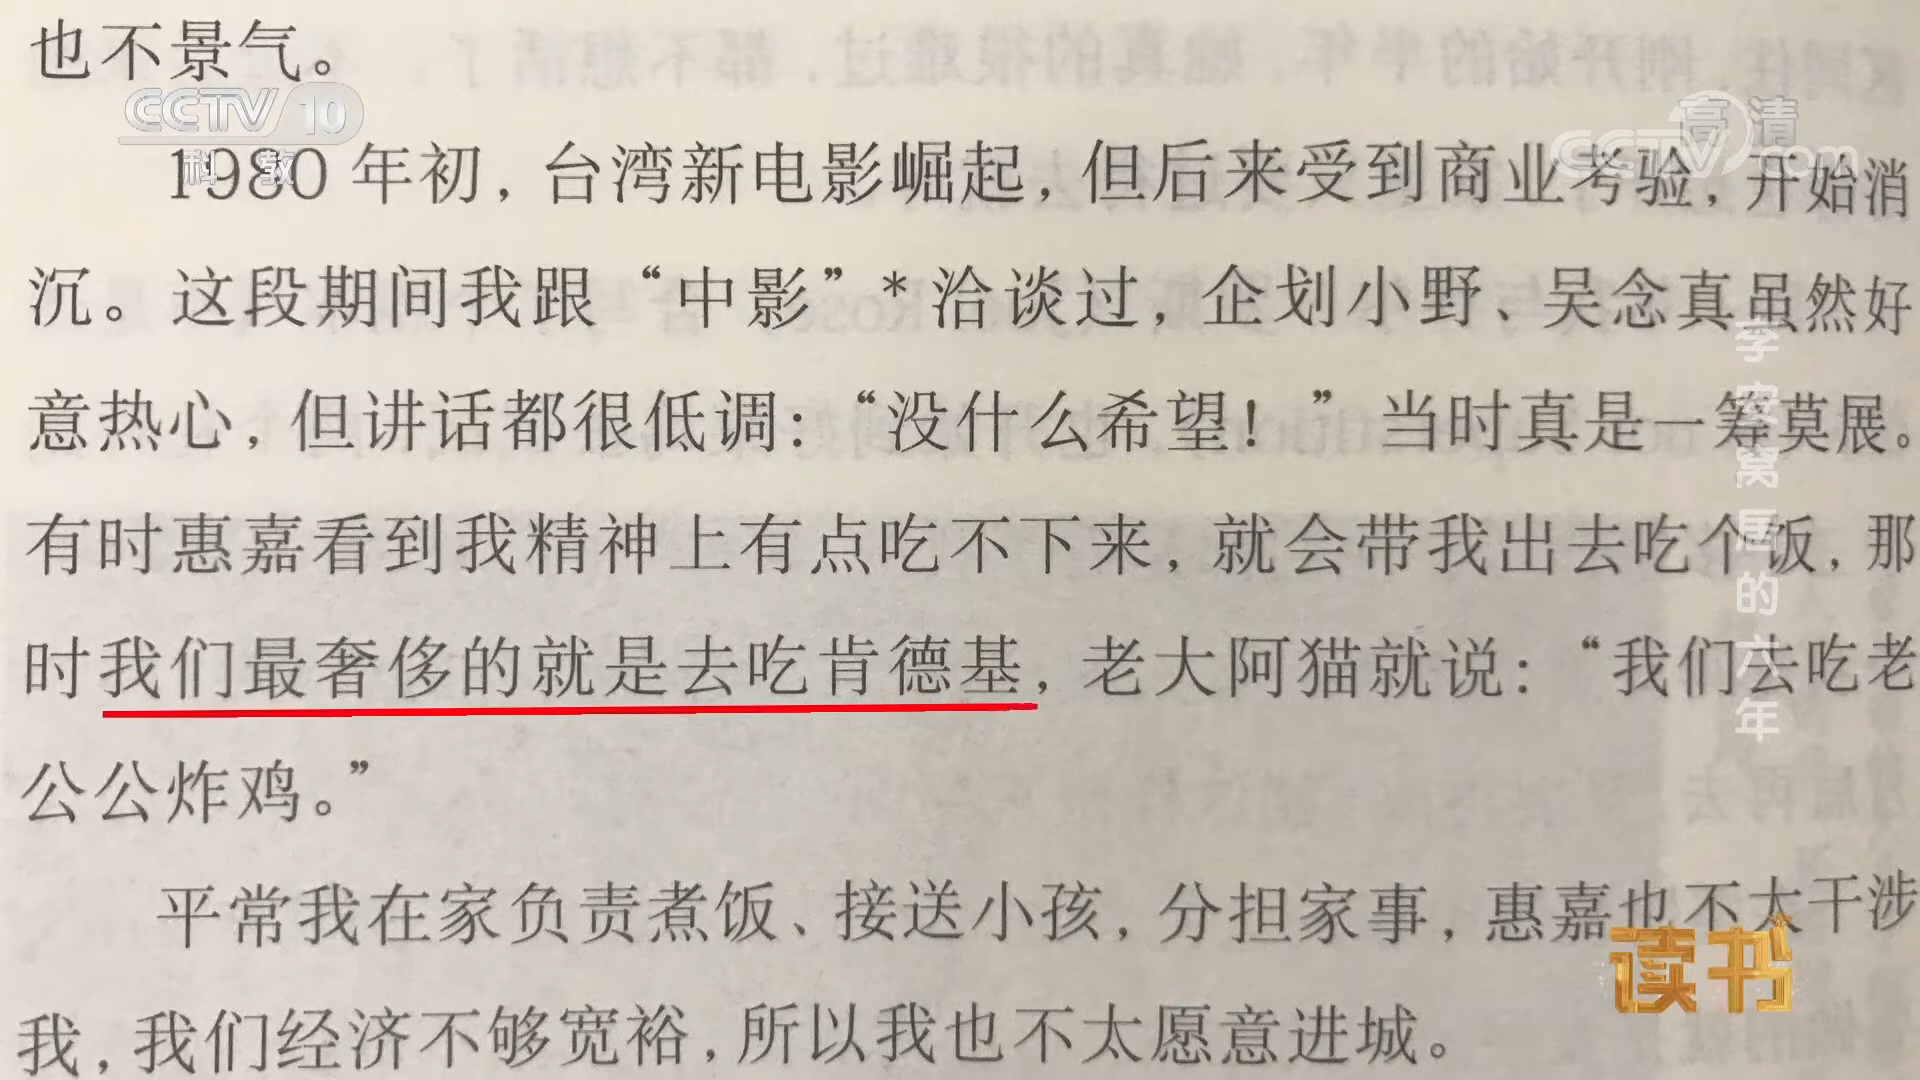 也不景气。
CCTV 10
科教
高清
CCTV.com
1980 年初，台湾新电影崛起，但后来受到商业考验，开始消
沉。这段期间我跟“中影”*洽谈过，企划小野、吴念真虽然好
意热心，但讲话都很低调：“没什么希望！”当时真是一筹莫展。
有时惠嘉看到我精神上有点吃不下来，就会带我出去吃个饭，那
时我们最奢侈的就是去吃肯德基，老大阿猫就说：“我们去吃老
公公炸鸡。”
平常我在家负责煮饭、接送小孩，分担家事，惠嘉也不太干涉
我，我们经济不够宽裕，所以我也不太愿意进城。
李安窝居的六年
读书